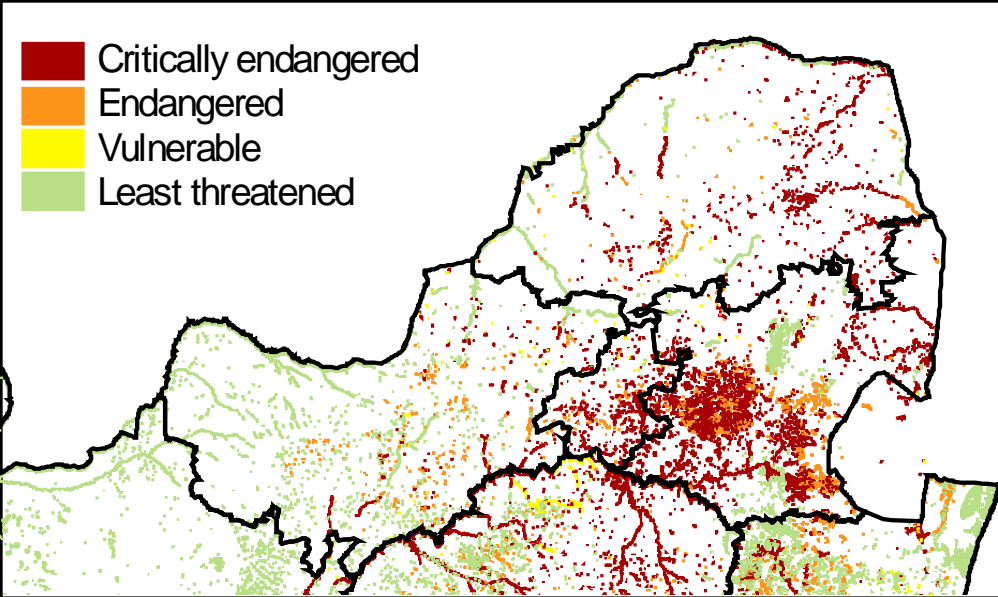 Critically endangered
Endangered
Vulnerable
Least threatened